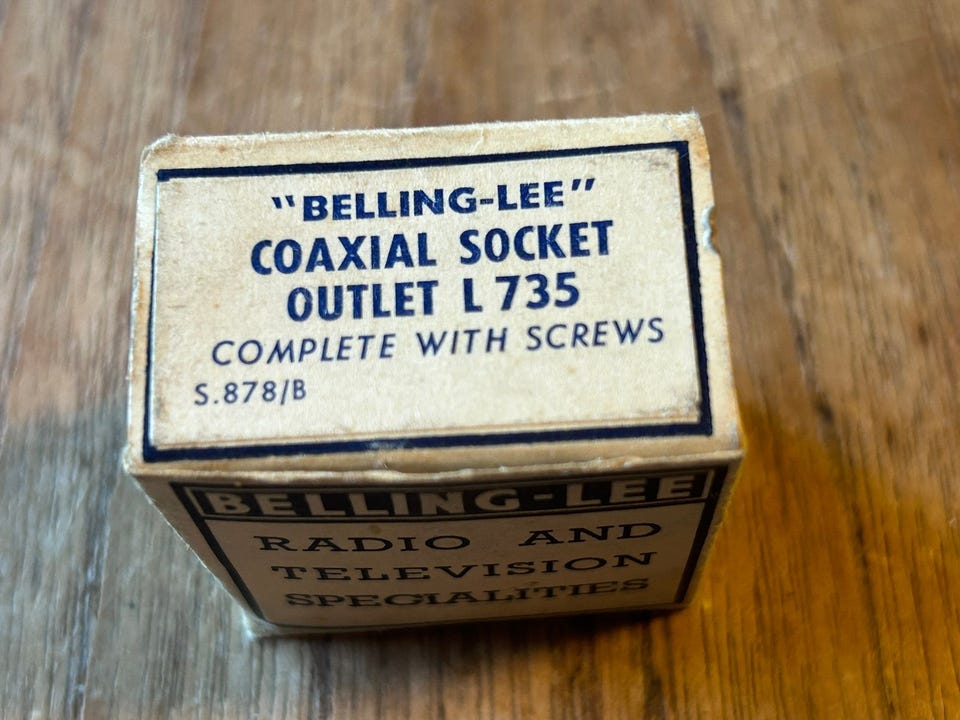 "BELLING-LEE"
COAXIAL SOCKET
OUTLET L 735
COMPLETE WITH SCREWS
S.878/B
BELLING-LEE
RADIO AND
TELEVISION
SPECIALITIES